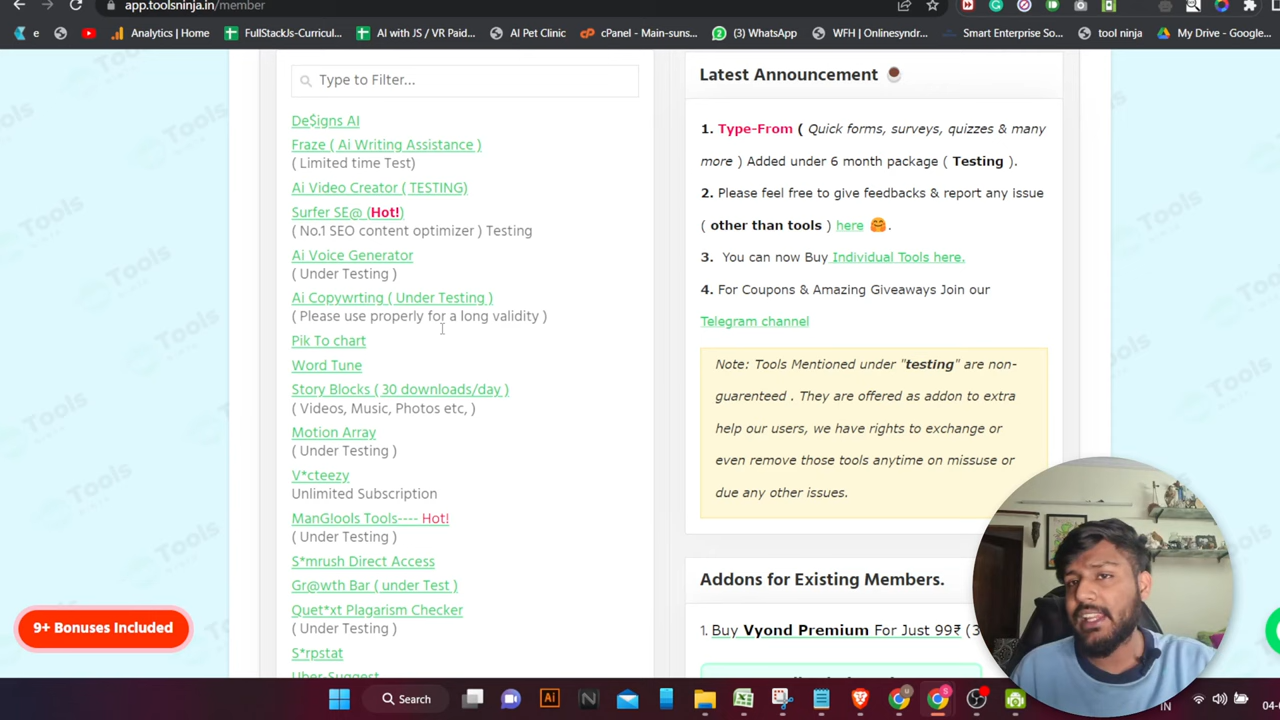 app.toolsninja.in/member
e
Analytics | Home
FullStackJs-Curricul...
AI with JS / VR Paid...
AI Pet Clinic
cPanel - Main-suns...
(3) WhatsApp
WFH | Onlinesyndr...
Smart Enterprise So...
tool ninja
My Drive - Google...
Type to Filter...
De$igns AI
Fraze ( Ai Writing Assistance )
( Limited time Test)
Ai Video Creator ( TESTING)
Surfer SE@ (Hot!)
( No.1 SEO content optimizer ) Testing
Ai Voice Generator
( Under Testing )
Ai Copywrting ( Under Testing )
( Please use properly for a long validity )
Pik To chart
Word Tune
Story Blocks ( 30 downloads/day )
( Videos, Music, Photos etc, )
Motion Array
( Under Testing )
V*cteezy
Unlimited Subscription
ManG!ools Tools---- Hot!
( Under Testing )
S*mrush Direct Access
Gr@wth Bar ( under Test )
Quet*xt Plagarism Checker
( Under Testing )
S*rpstat
Uber-Suggest
Latest Announcement
1. Type-From ( Quick forms, surveys, quizzes & many
more ) Added under 6 month package ( Testing ).
2. Please feel free to give feedbacks & report any issue
( other than tools ) here .
3. You can now Buy Individual Tools here.
4. For Coupons & Amazing Giveaways Join our
Telegram channel
Note: Tools Mentioned under "testing" are non-
guarenteed . They are offered as addon to extra
help our users, we have rights to exchange or
even remove those tools anytime on missuse or
due any other issues.
Addons for Existing Members.
1. Buy Vyond Premium For Just 99₹ (3
9+ Bonuses Included
Tools
Tools
Tools
Tools
Search
IN